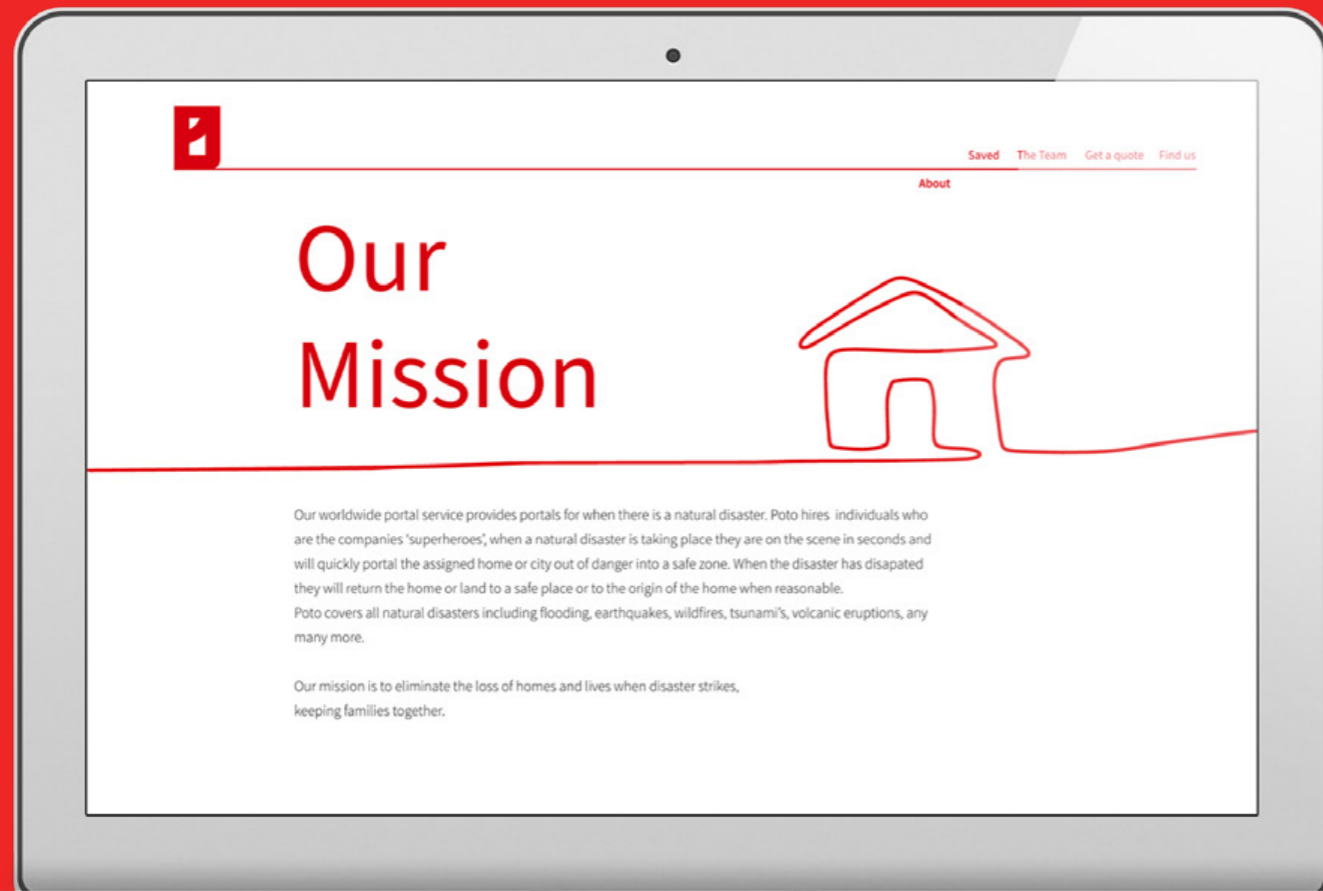 Saved The Team Get a quote Find us
About
Our
Mission
Our worldwide portal service provides portals for when there is a natural disaster. Poto hires individuals who
are the companies ‘superheroes’, when a natural disaster is taking place they are on the scene in seconds and
will quickly portal the assigned home or city out of danger into a safe zone. When the disaster has disapated
they will return the home or land to a safe place or to the origin of the home when reasonable.
Poto covers all natural disasters including flooding, earthquakes, wildfires, tsunami’s, volcanic eruptions, any
many more.
Our mission is to eliminate the loss of homes and lives when disaster strikes,
keeping families together.